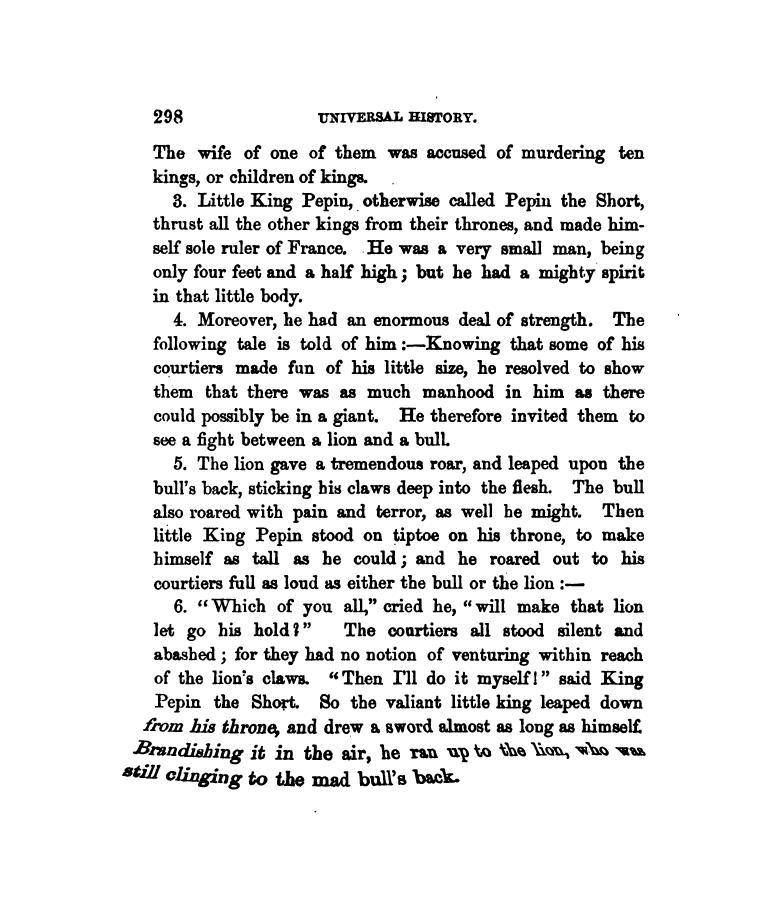 298 UNIVERSAL HISTORY.
The wife of one of them was accused of murdering ten
kings, or children of kings.
3. Little King Pepin, otherwise called Pepin the Short,
thrust all the other kings from their thrones, and made him-
self sole ruler of France. He was a very small man, being
only four feet and a half high; but he had a mighty spirit
in that little body.
4. Moreover, he had an enormous deal of strength. The
following tale is told of him:—Knowing that some of his
courtiers made fun of his little size, he resolved to show
them that there was as much manhood in him as there
could possibly be in a giant. He therefore invited them to
see a fight between a lion and a bull.
5. The lion gave a tremendous roar, and leaped upon the
bull's back, sticking his claws deep into the flesh. The bull
also roared with pain and terror, as well he might. Then
little King Pepin stood on tiptoe on his throne, to make
himself as tall as he could; and he roared out to his
courtiers full as loud as either the bull or the lion:—
6. "Which of you all," cried he, "will make that lion
let go his hold?" The courtiers all stood silent and
abashed; for they had no notion of venturing within reach
of the lion's claws. "Then I'll do it myself!" said King
Pepin the Short. So the valiant little king leaped down
from his throne, and drew a sword almost as long as himself.
Brandishing it in the air, he ran up to the lion, who was
still clinging to the mad bull's back.